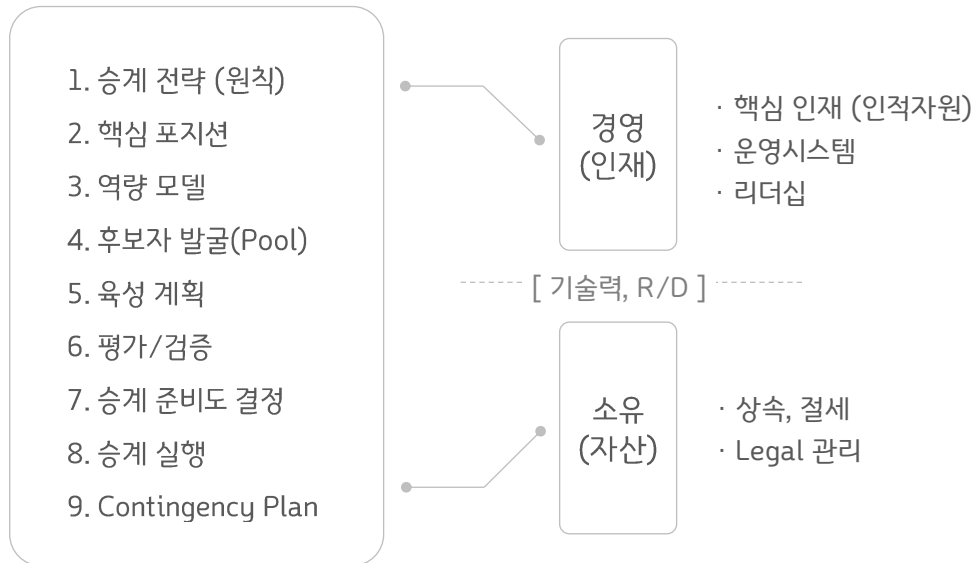 1. 승계 전략 (원칙)
2. 핵심 포지션
3. 역량 모델
4. 후보자 발굴(Pool)
5. 육성 계획
6. 평가/검증
7. 승계 준비도 결정
8. 승계 실행
9. Contingency Plan
경영
(인재)
· 핵심 인재 (인적자원)
· 운영시스템
· 리더십
[ 기술력, R/D ]
소유
(자산)
· 상속, 절세
· Legal 관리